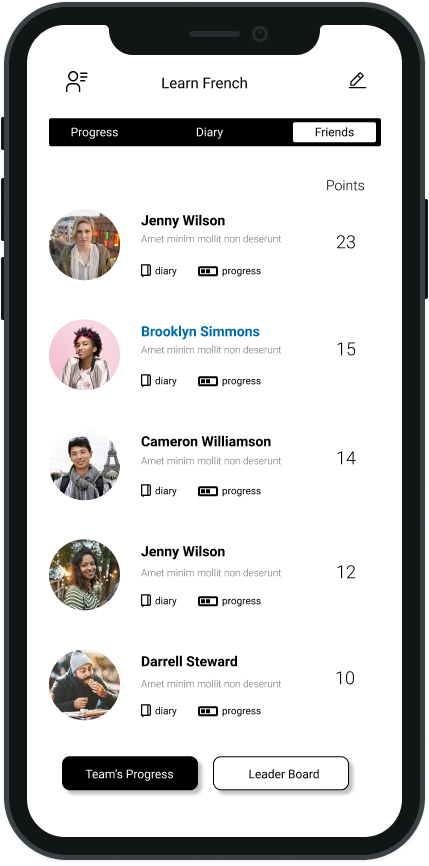 Learn French
Progress Diary Friends
Points
Jenny Wilson
Amet minim mollit non deserunt
23
diary progress
Brooklyn Simmons
Amet minim mollit non deserunt
15
diary progress
Cameron Williamson
Amet minim mollit non deserunt
14
diary progress
Jenny Wilson
Amet minim mollit non deserunt
12
diary progress
Darrell Steward
Amet minim mollit non deserunt
10
diary progress
Team's Progress Leader Board